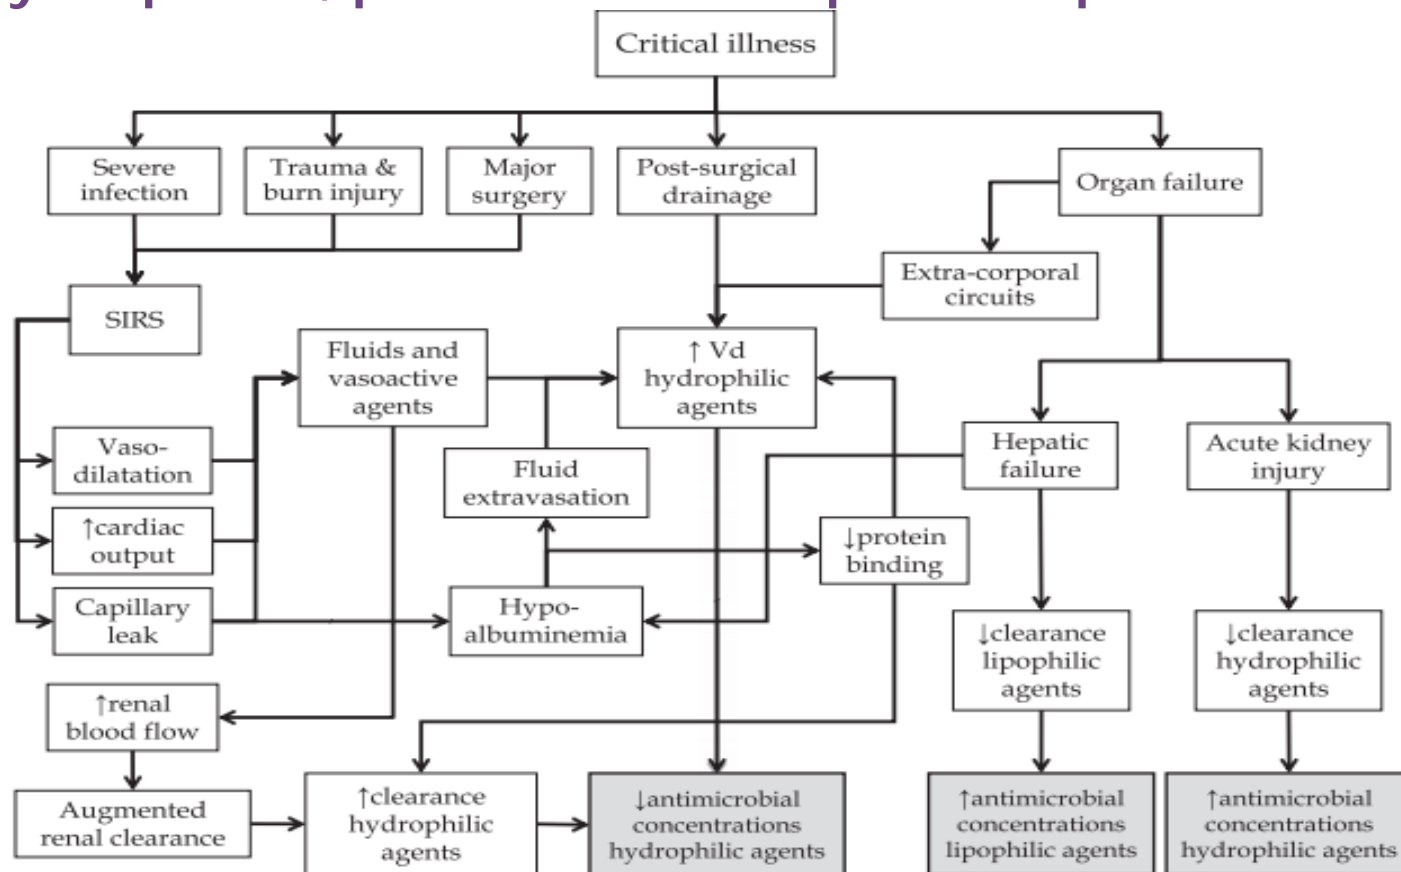 Critical illness
Severe
infection
Trauma &
burn injury
Major
surgery
Post-surgical
drainage
Organ failure
Extra-corporal
circuits
SIRS
Fluids and
vasoactive
agents
↑ Vd
hydrophilic
agents
Vaso-
dilatation
Fluid
extravasation
Hepatic
failure
Acute kidney
injury
↑cardiac
output
↓protein
binding
Capillary
leak
Hypo-
albuminemia
↓clearance
lipophilic
agents
↓clearance
hydrophilic
agents
↑renal
blood flow
Augmented
renal clearance
↑clearance
hydrophilic
agents
↓antimicrobial
concentrations
hydrophilic agents
↑antimicrobial
concentrations
lipophilic agents
↑antimicrobial
concentrations
hydrophilic agents